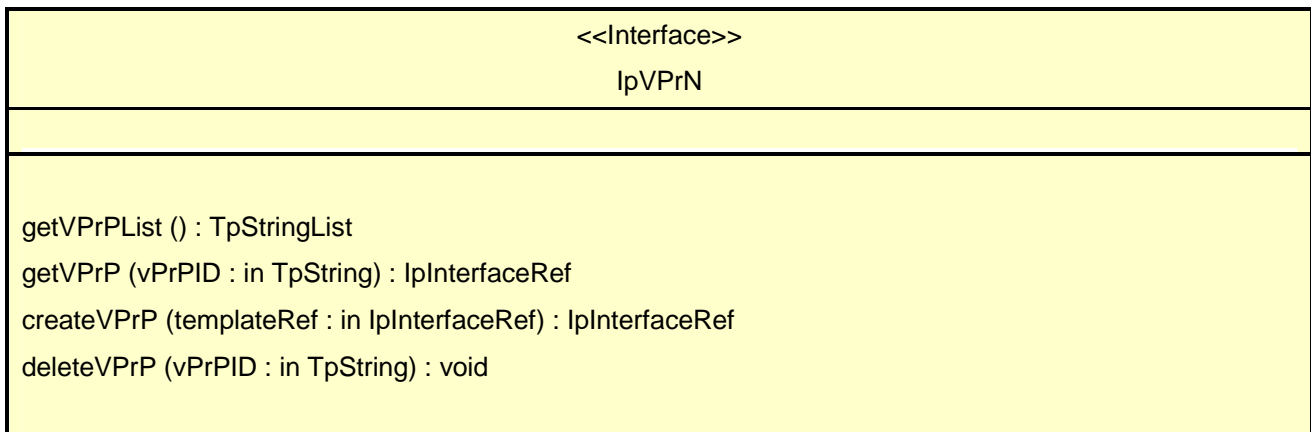 <<Interface>>
IpVPrN
getVPrPList () : TpStringList
getVPrP (vPrPID : in TpString) : IpInterfaceRef
createVPrP (templateRef : in IpInterfaceRef) : IpInterfaceRef
deleteVPrP (vPrPID : in TpString) : void